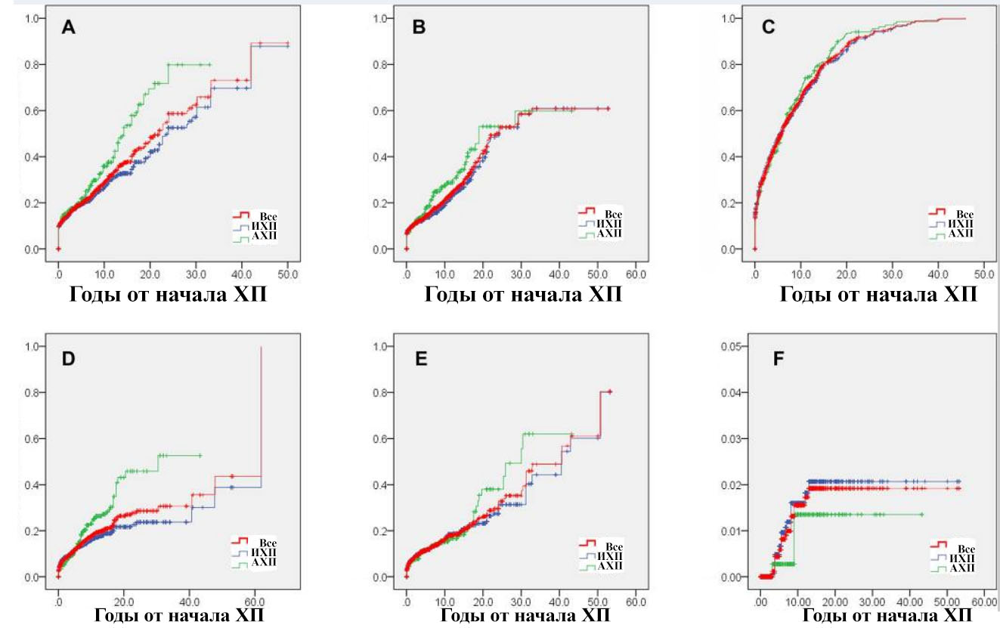 A
1.0
0.8
0.6
0.4
0.2
0.0
Все
ИХП
АХП
.0 10.0 20.0 30.0 40.0 50.0
Годы от начала ХП
B
1.0
0.8
0.6
0.4
0.2
0.0
Все
ИХП
АХП
.0 10.0 20.0 30.0 40.0 50.0 60.0
Годы от начала ХП
C
1.0
0.8
0.6
0.4
0.2
0.0
Все
ИХП
АХП
.0 10.0 20.0 30.0 40.0 50.0
Годы от начала ХП
D
1.0
0.8
0.6
0.4
0.2
0.0
Все
ИХП
АХП
.0 20.0 40.0 60.0
Годы от начала ХП
E
1.0
0.8
0.6
0.4
0.2
0.0
Все
ИХП
АХП
.0 10.0 20.0 30.0 40.0 50.0 60.0
Годы от начала ХП
F
0.05
0.04
0.03
0.02
0.01
0.00
Все
ИХП
АХП
.00 10.00 20.00 30.00 40.00 50.00 60.00
Годы от начала ХП